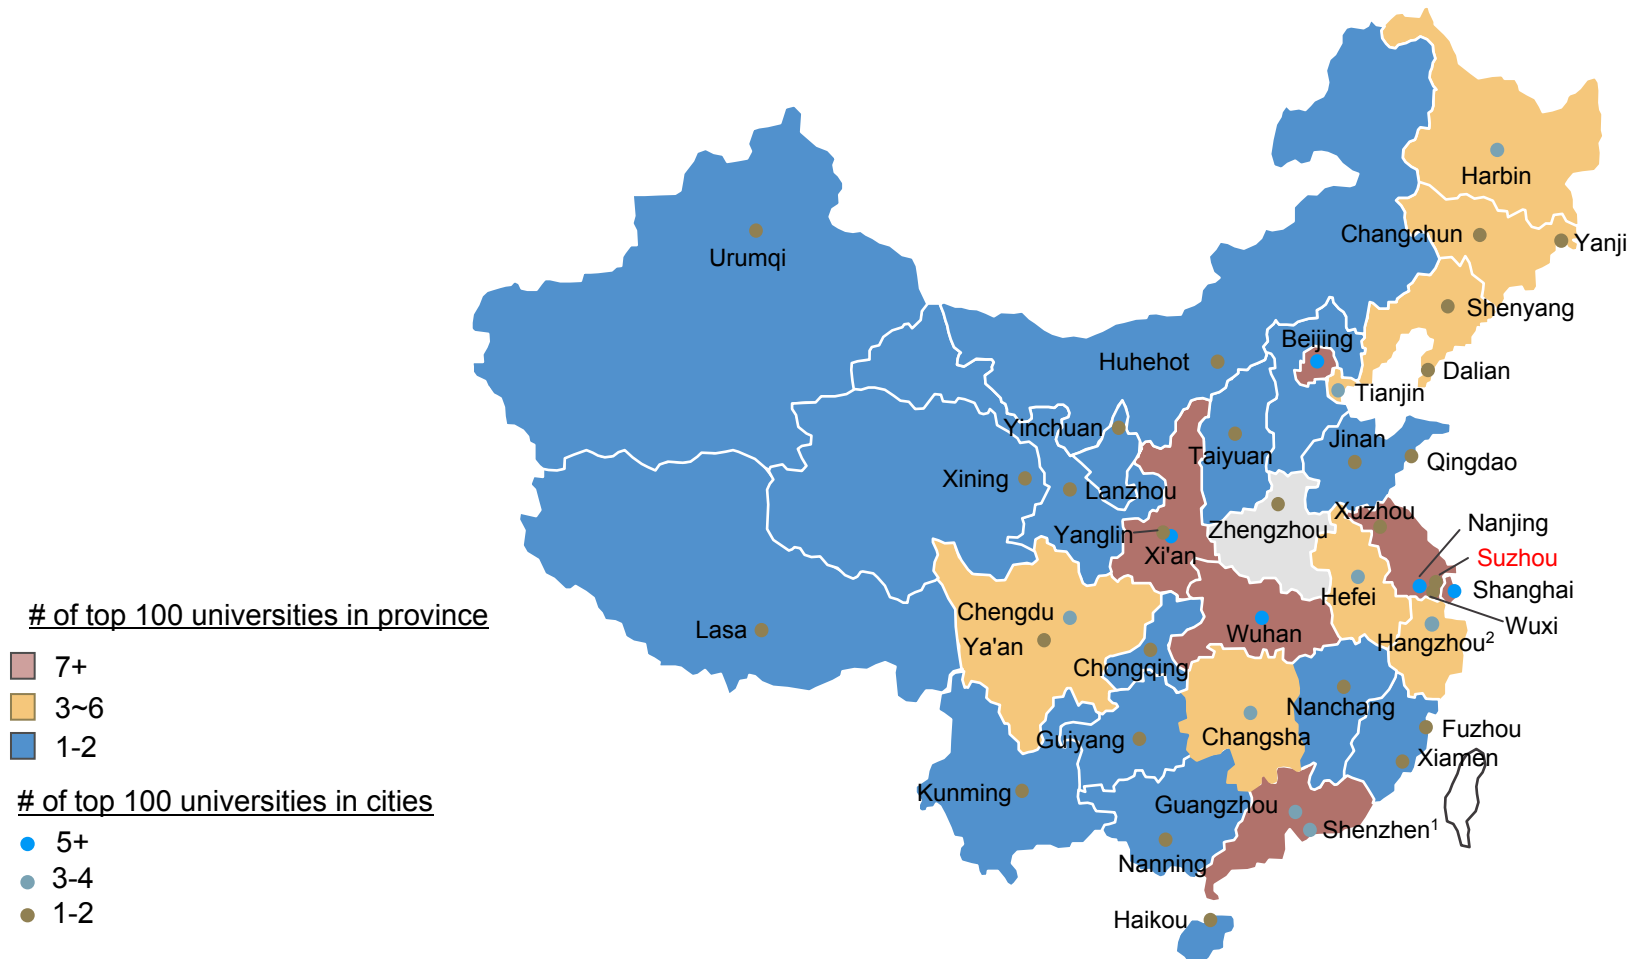 Harbin
Changchun
Yanji
Urumqi
Shenyang
Beijing
Huhehot
Dalian
Tianjin
Yinchuan
Jinan
Taiyuan
Qingdao
Xining
Lanzhou
Xuzhou
Nanjing
Zhengzhou
Yanglin
Xi'an
Suzhou
Shanghai
Hefei
# of top 100 universities in province
Chengdu
Lasa
Wuhan
Wuxi
Hangzhou²
Ya'an
Chongqing
7+
3~6
Nanchang
Fuzhou
Guiyang
Changsha
1-2
Xiamen
Kunming
# of top 100 universities in cities
Guangzhou
Shenzhen¹
5+
Nanning
3-4
1-2
Haikou